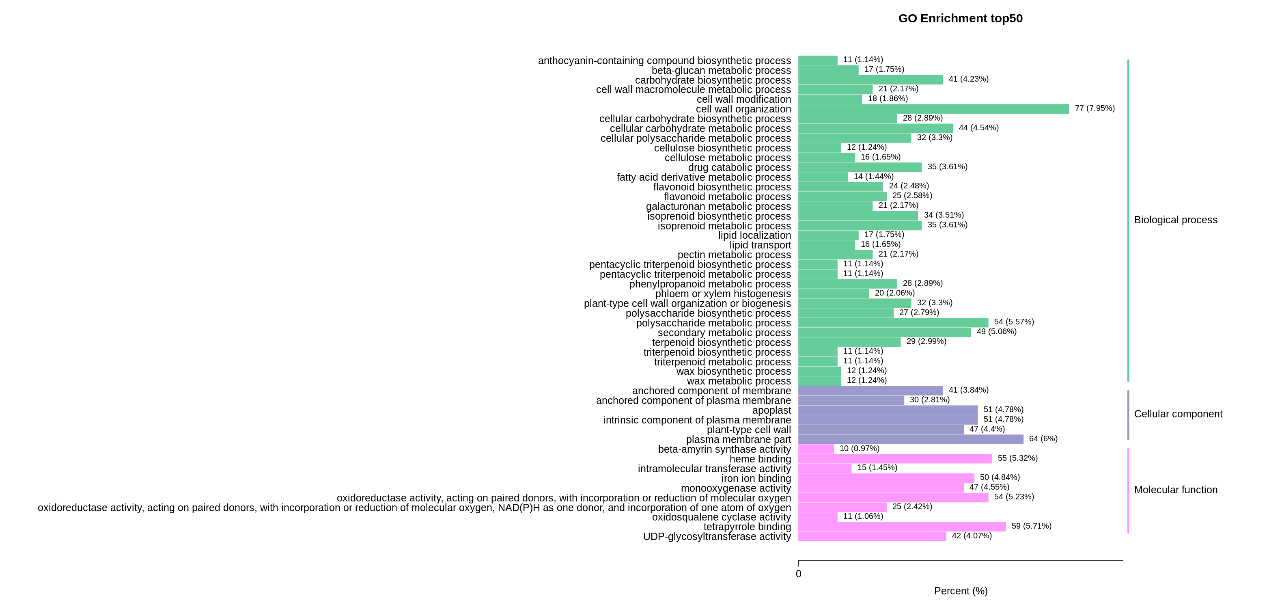 GO Enrichment top50
anthocyanin-containing compound biosynthetic process 11 (1.14%)
beta-glucan metabolic process 17 (1.75%)
carbohydrate biosynthetic process 41 (4.23%)
cell wall macromolecule metabolic process 21 (2.17%)
cell wall modification 18 (1.86%)
cell wall organization 77 (7.95%)
cellular carbohydrate biosynthetic process 28 (2.89%)
cellular carbohydrate metabolic process 44 (4.54%)
cellular polysaccharide metabolic process 32 (3.3%)
cellulose biosynthetic process 12 (1.24%)
cellulose metabolic process 16 (1.65%)
drug catabolic process 35 (3.61%)
fatty acid derivative metabolic process 14 (1.44%)
flavonoid biosynthetic process 24 (2.48%)
flavonoid metabolic process 25 (2.58%)
galacturonan metabolic process 21 (2.17%)
isoprenoid biosynthetic process 34 (3.51%)
isoprenoid metabolic process 35 (3.61%)
lipid localization 17 (1.75%)
lipid transport 16 (1.65%)
pectin metabolic process 21 (2.17%)
pentacyclic triterpenoid biosynthetic process 11 (1.14%)
pentacyclic triterpenoid metabolic process 11 (1.14%)
phenylpropanoid metabolic process 28 (2.89%)
phloem or xylem histogenesis 20 (2.06%)
plant-type cell wall organization or biogenesis 32 (3.3%)
polysaccharide biosynthetic process 27 (2.79%)
polysaccharide metabolic process 54 (5.57%)
secondary metabolic process 49 (5.06%)
terpenoid biosynthetic process 29 (2.99%)
triterpenoid biosynthetic process 11 (1.14%)
triterpenoid metabolic process 11 (1.14%)
wax biosynthetic process 12 (1.24%)
wax metabolic process 12 (1.24%)
Biological process
anchored component of membrane 41 (3.84%)
anchored component of plasma membrane 30 (2.81%)
apoplast 51 (4.78%)
intrinsic component of plasma membrane 51 (4.78%)
plant-type cell wall 47 (4.4%)
plasma membrane part 64 (6%)
Cellular component
beta-amyrin synthase activity 10 (0.97%)
heme binding 55 (5.32%)
intramolecular transferase activity 15 (1.45%)
iron ion binding 50 (4.84%)
monooxygenase activity 47 (4.55%)
oxidoreductase activity, acting on paired donors, with incorporation or reduction of molecular oxygen 54 (5.23%)
oxidoreductase activity, acting on paired donors, with incorporation or reduction of molecular oxygen, NAD(P)H as one donor, and incorporation of one atom of oxygen 25 (2.42%)
oxidosqualene cyclase activity 11 (1.06%)
tetrapyrrole binding 59 (5.71%)
UDP-glycosyltransferase activity 42 (4.07%)
Molecular function
0
Percent (%)